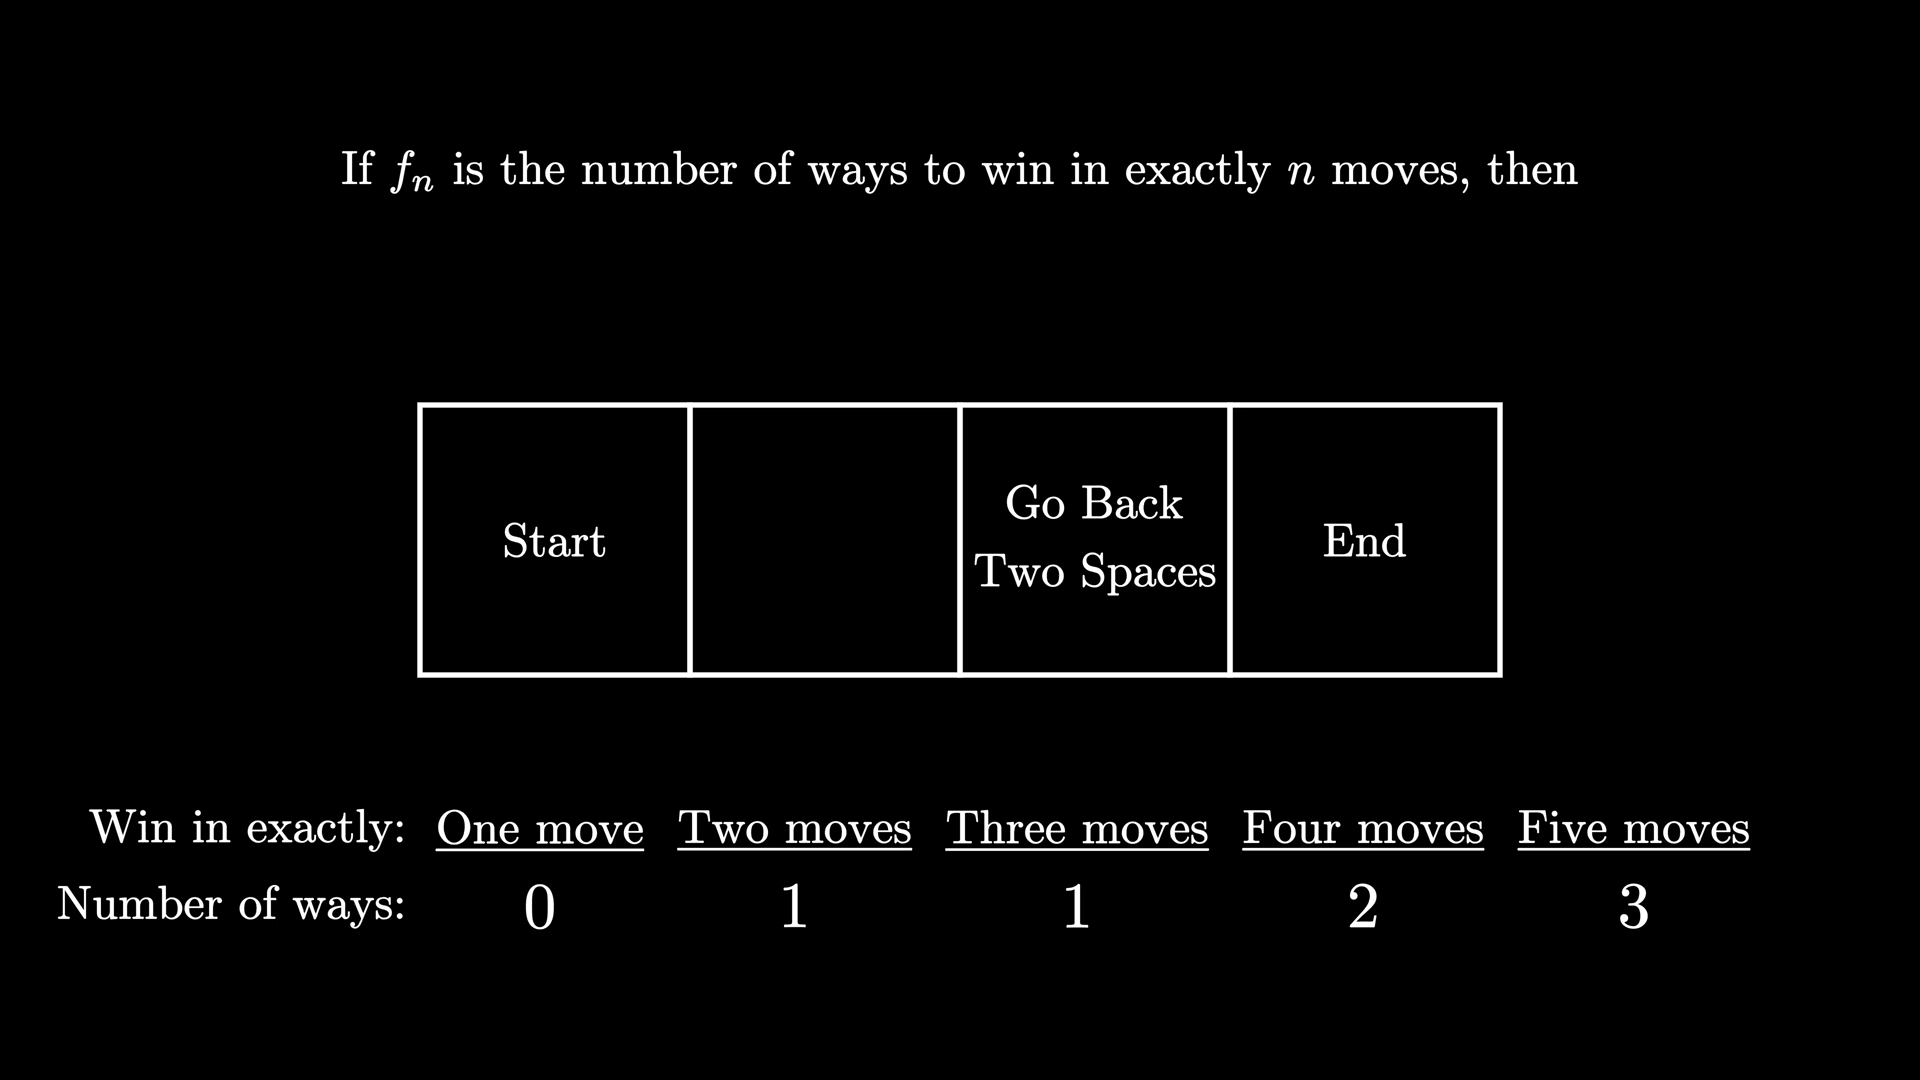 If $f_n$ is the number of ways to win in exactly $n$ moves, then
Start
Go Back
Two Spaces
End
Win in exactly: One move Two moves Three moves Four moves Five moves
Number of ways: 0 1 1 2 3